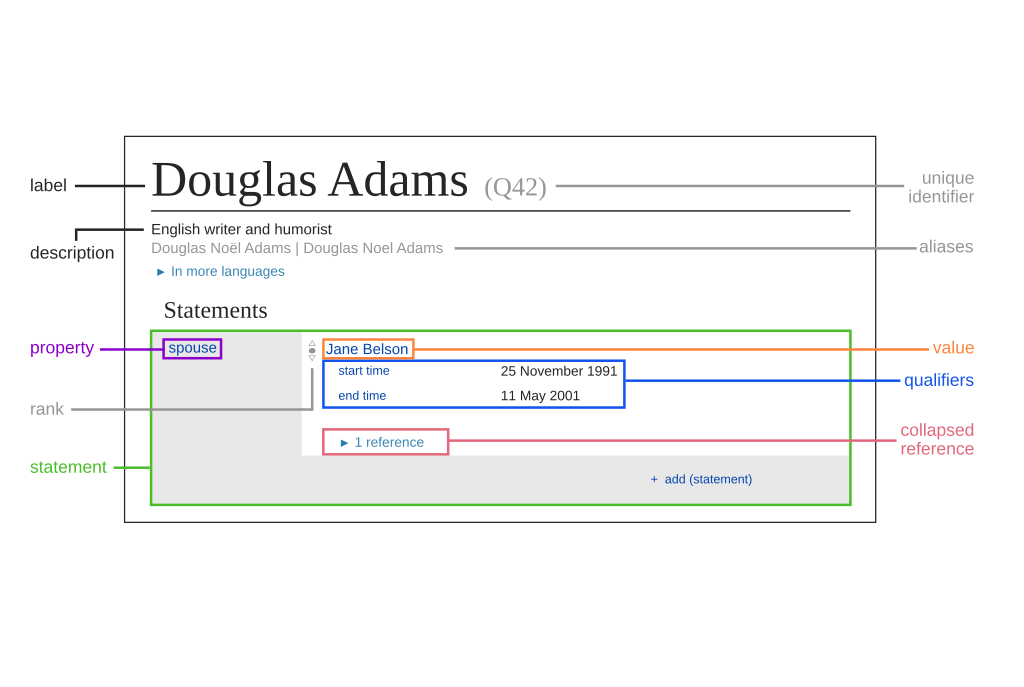 label
Douglas Adams (Q42)
unique
identifier
description
English writer and humorist
Douglas Noël Adams | Douglas Noel Adams
aliases
► In more languages
Statements
property
spouse
Jane Belson
value
start time 25 November 1991
qualifiers
end time 11 May 2001
rank
► 1 reference
collapsed
reference
statement
+ add (statement)